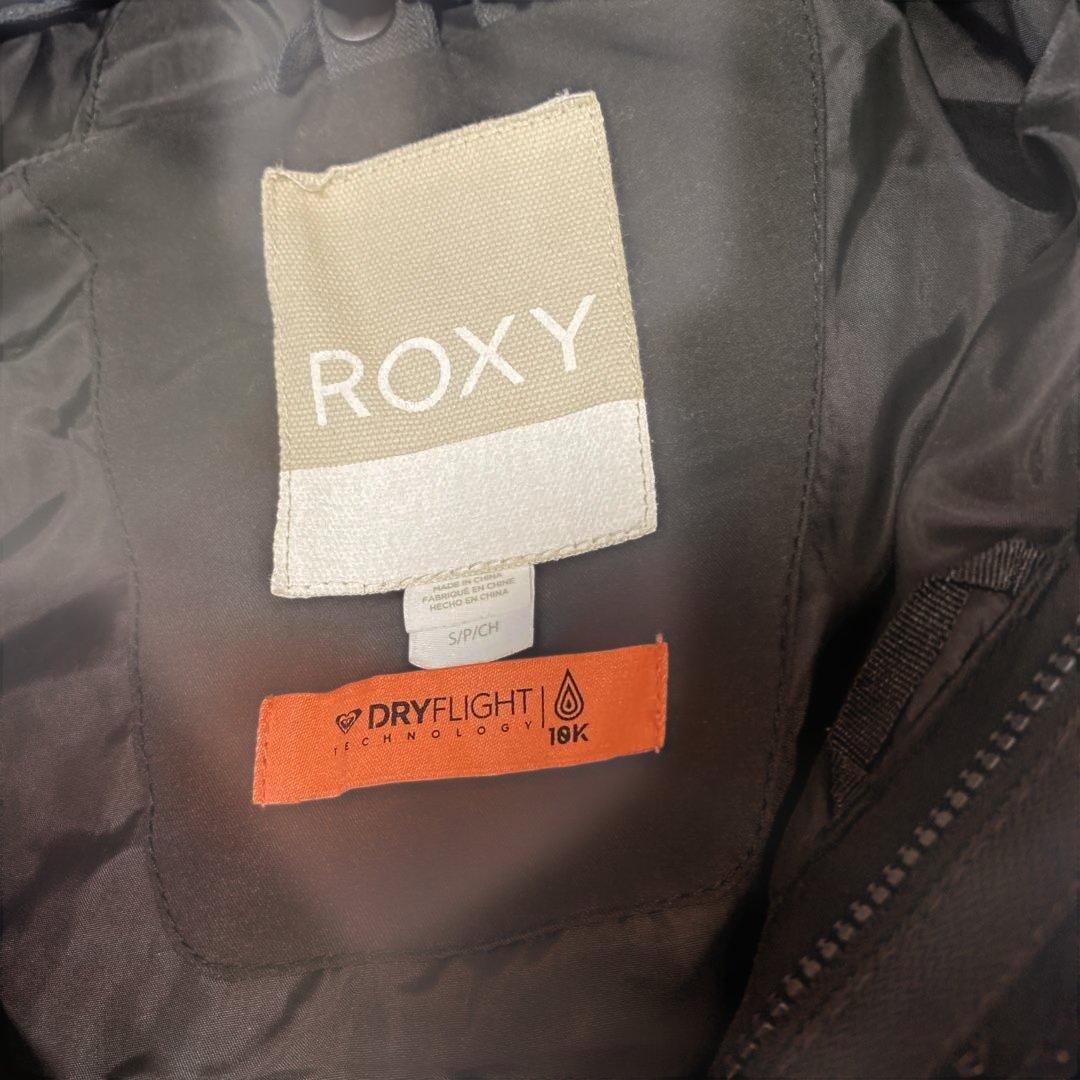 ROXY
MADE IN CHINA
FABRIQUÉ EN CHINE
HECHO EN CHINA
S/P/CH
DRYFLIGHT
TECHNOLOGY
10K